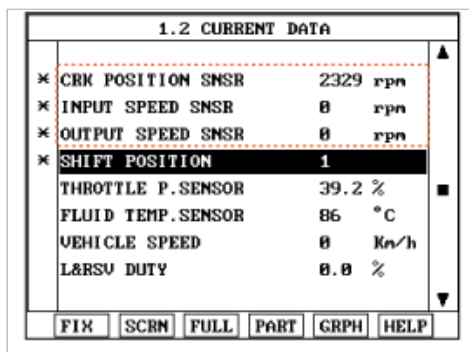 1.2 CURRENT DATA
* CRK POSITION SNSR 2329 rpm
* INPUT SPEED SNSR 0 rpm
* OUTPUT SPEED SNSR 0 rpm
* SHIFT POSITION 1
THROTTLE P.SENSOR 39.2 %
FLUID TEMP.SENSOR 86 °C
VEHICLE SPEED 0 Km/h
L&RSV DUTY 0.0 %
FIX SCRN FULL PART GRPH HELP